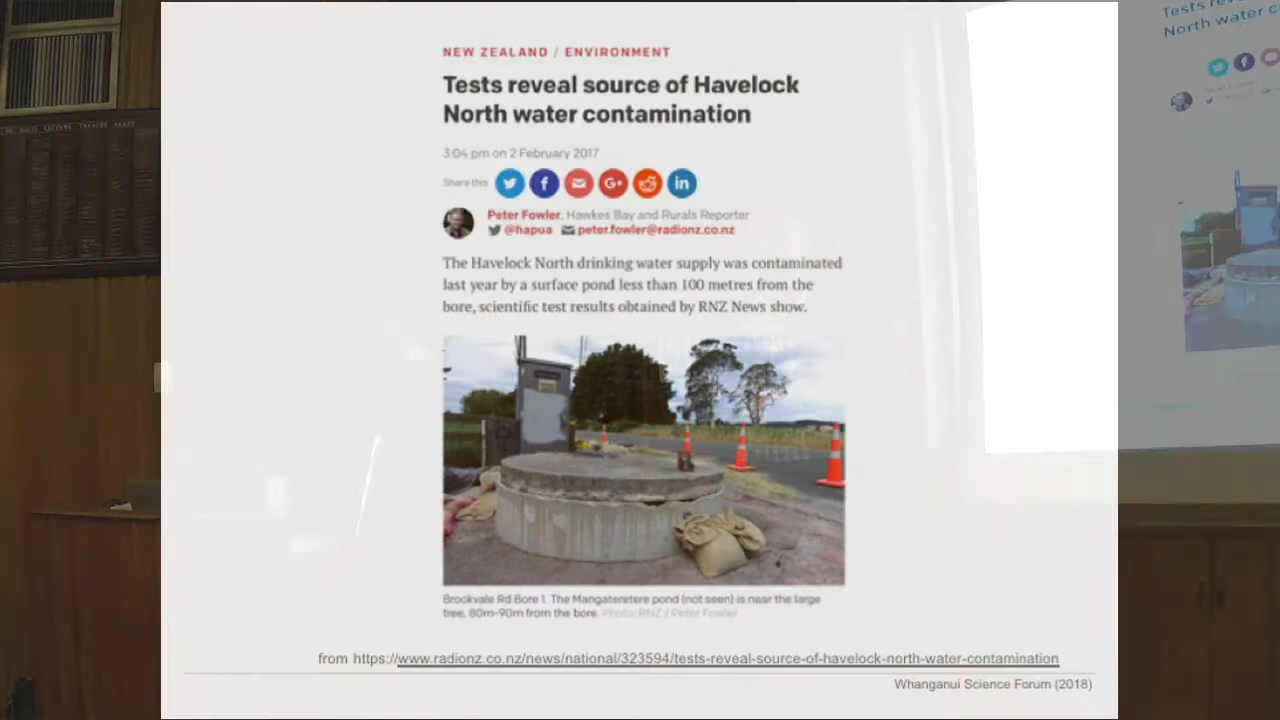 NEW ZEALAND / ENVIRONMENT
Tests reveal source of Havelock
North water contamination
3:04 pm on 2 February 2017
Share this
Peter Fowler, Hawkes Bay and Rurals Reporter
@hapua peter.fowler@radionz.co.nz
The Havelock North drinking water supply was contaminated
last year by a surface pond less than 100 metres from the
bore, scientific test results obtained by RNZ News show.
Brookvale Rd Bore 1. The Mangateretere pond (not seen) is near the large
tree, 80m-90m from the bore. Photo: RNZ / Peter Fowler
from https://www.radionz.co.nz/news/national/323594/tests-reveal-source-of-havelock-north-water-contamination
Whanganui Science Forum (2018)
Tests
North water